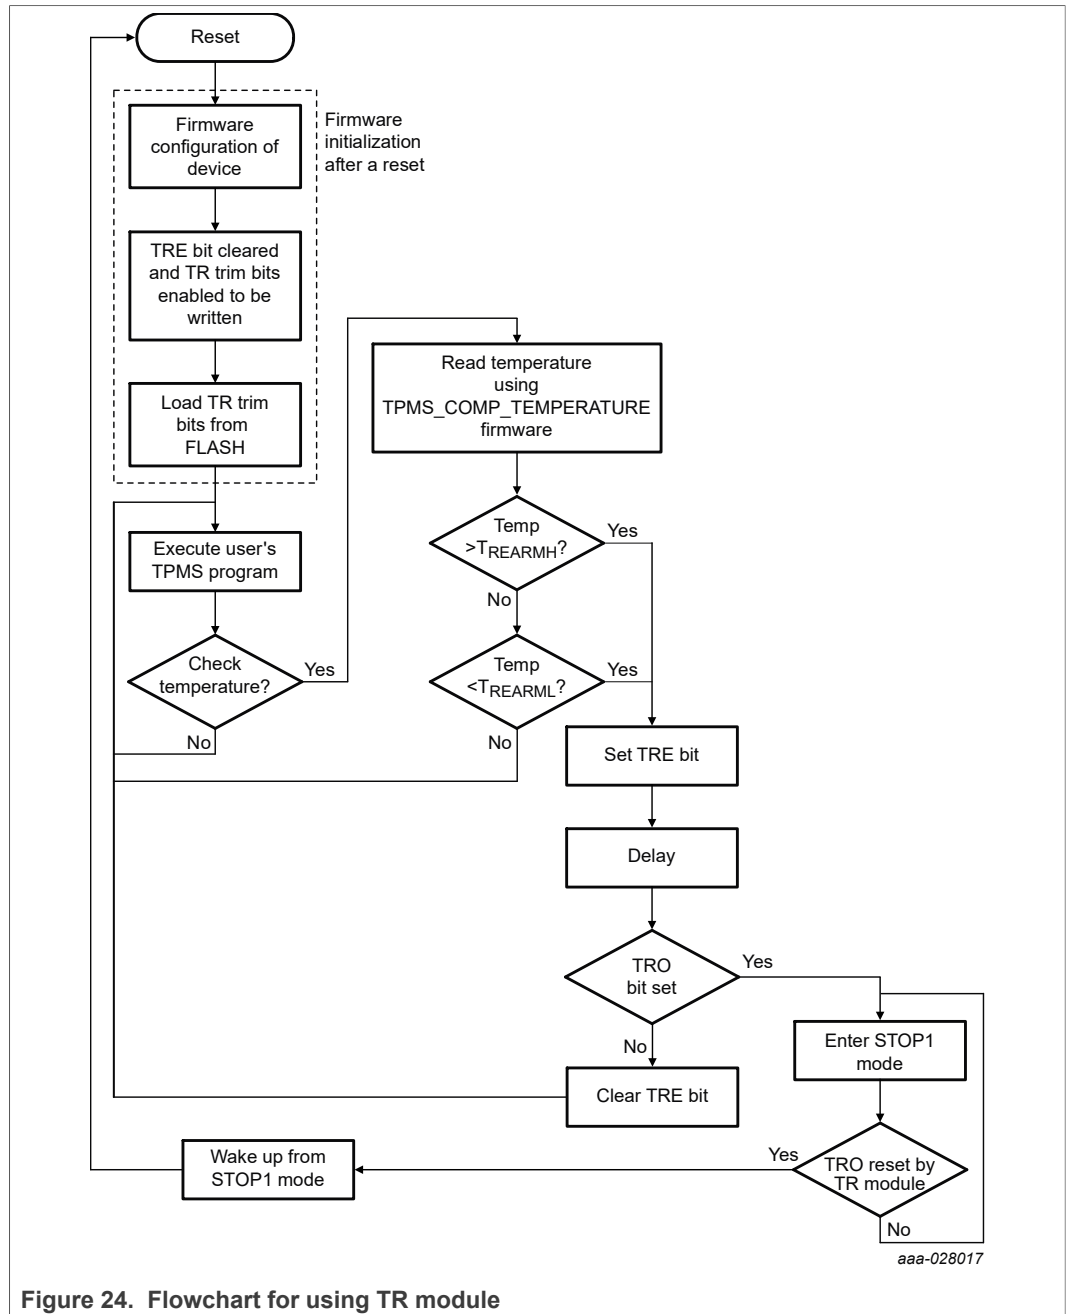 Reset
Firmware
configuration of
device
Firmware
initialization
after a reset
TRE bit cleared
and TR trim bits
enabled to be
written
Load TR trim
bits from
FLASH
Execute user's
TPMS program
Check
temperature?
Yes
No
Read temperature
using
TPMS_COMP_TEMPERATURE
firmware
Temp
>TREARMH?
Yes
No
Temp
<TREARML?
Yes
No
Set TRE bit
Delay
TRO
bit set
Yes
No
Clear TRE bit
Enter STOP1
mode
TRO reset by
TR module
Yes
No
Wake up from
STOP1 mode
aaa-028017
Figure 24. Flowchart for using TR module